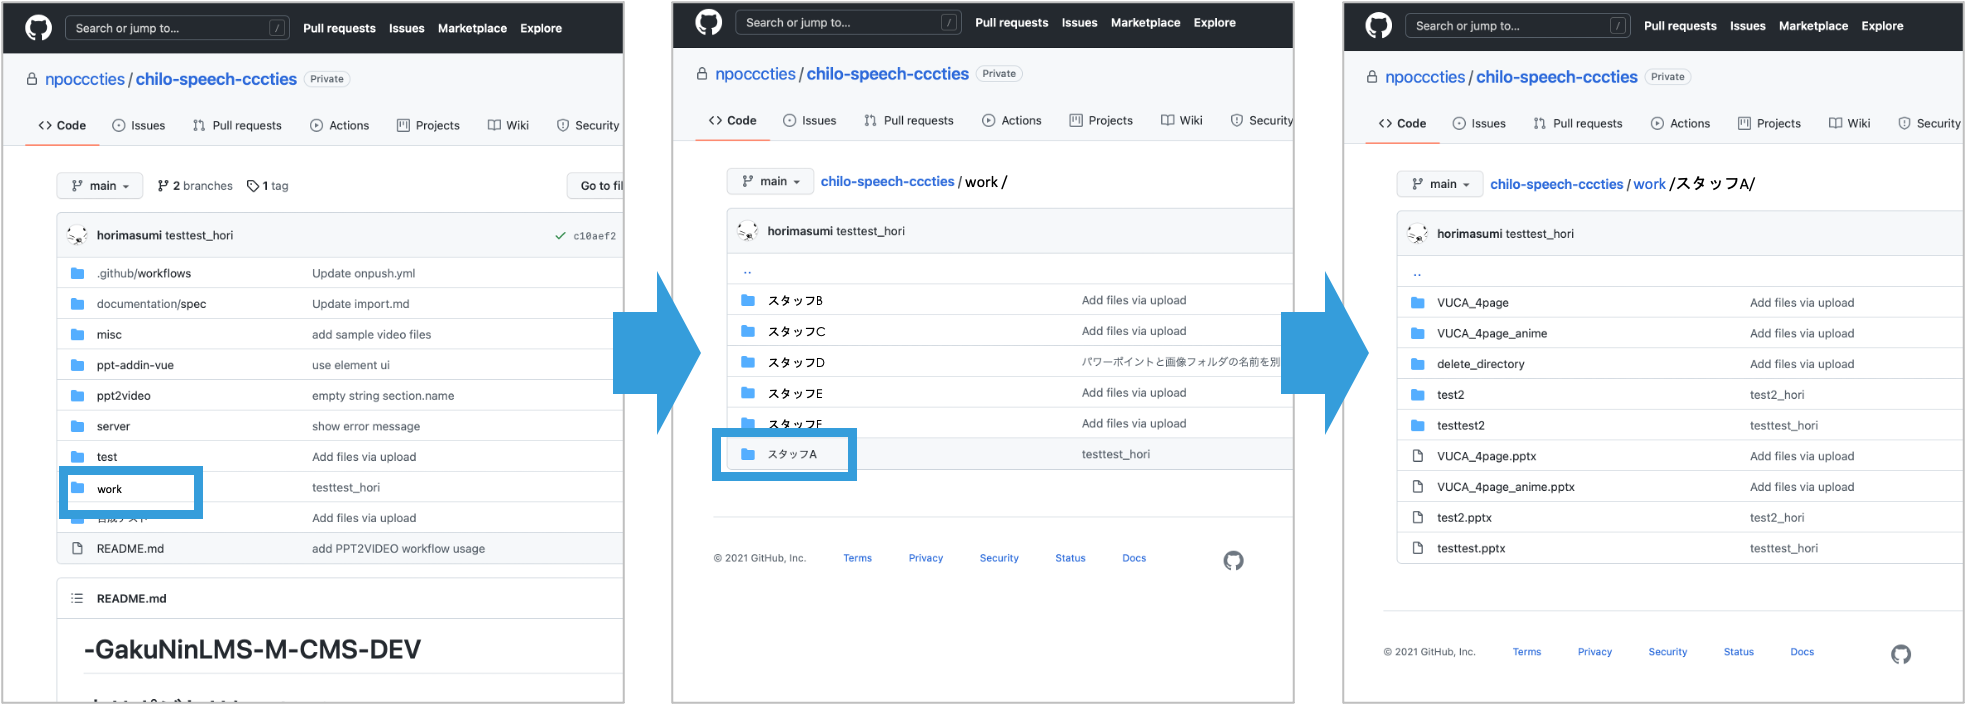 Search or jump to... /
Pull requests Issues Marketplace Explore
npocccties / chilo-speech-cccties Private
Code Issues Pull requests Actions Projects Wiki Security
main 2 branches 1 tag Go to fil
horimasumi testtest_hori c10aef2
.github/workflows Update onpush.yml
documentation/spec Update import.md
misc add sample video files
ppt-addin-vue use element ui
ppt2video empty string section.name
server show error message
test Add files via upload
work testtest_hori
Add files via upload
README.md add PPT2VIDEO workflow usage
README.md
-GakuNinLMS-M-CMS-DEV
Search or jump to... /
Pull requests Issues Marketplace Explore
npocccties / chilo-speech-cccties Private
Code Issues Pull requests Actions Projects Wiki Security
main chilo-speech-cccties / work /
horimasumi testtest_hori
..
スタッフB Add files via upload
スタッフC Add files via upload
スタッフD パワーポイントと画像フォルダの名前を別
スタッフE Add files via upload
スタッフF Add files via upload
スタッフA testtest_hori
© 2021 GitHub, Inc. Terms Privacy Security Status Docs
Search or jump to... /
Pull requests Issues Marketplace Explore
npocccties / chilo-speech-cccties Private
Code Issues Pull requests Actions Projects Wiki Security
main chilo-speech-cccties / work /スタッフA/
horimasumi testtest_hori
..
VUCA_4page Add files via upload
VUCA_4page_anime Add files via upload
delete_directory Add files via upload
test2 test2_hori
testtest2 testtest_hori
VUCA_4page.pptx Add files via upload
VUCA_4page_anime.pptx Add files via upload
test2.pptx test2_hori
testtest.pptx testtest_hori
© 2021 GitHub, Inc. Terms Privacy Security Status Docs